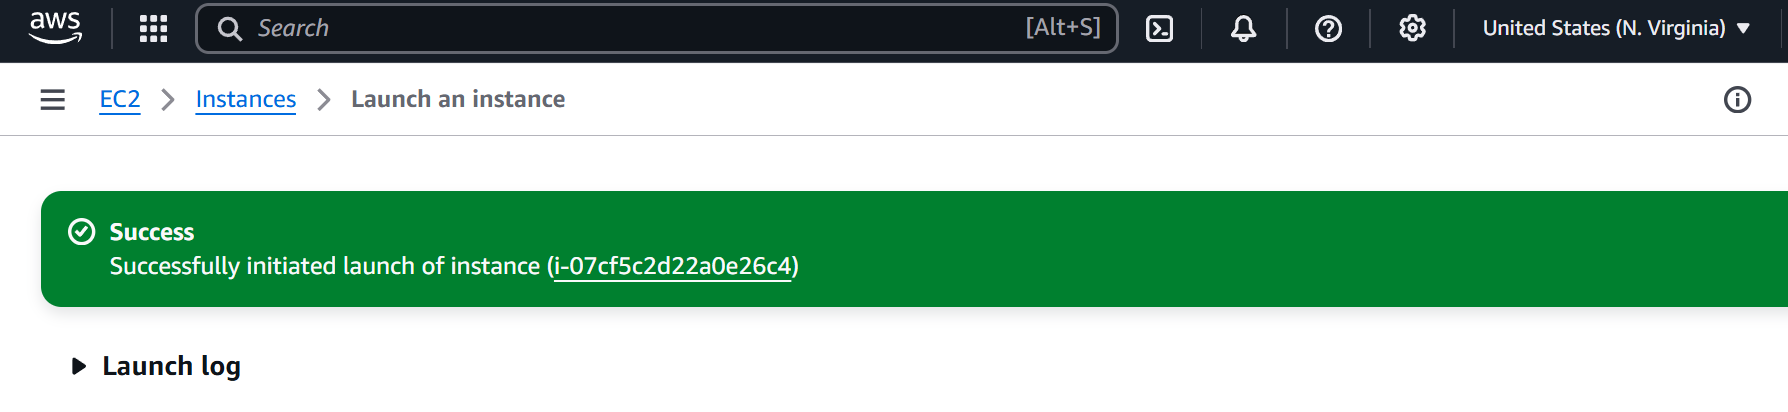 aws
Search [Alt+S] United States (N. Virginia)
EC2 Instances Launch an instance
Success
Successfully initiated launch of instance (i-07cf5c2d22a0e26c4)
Launch log